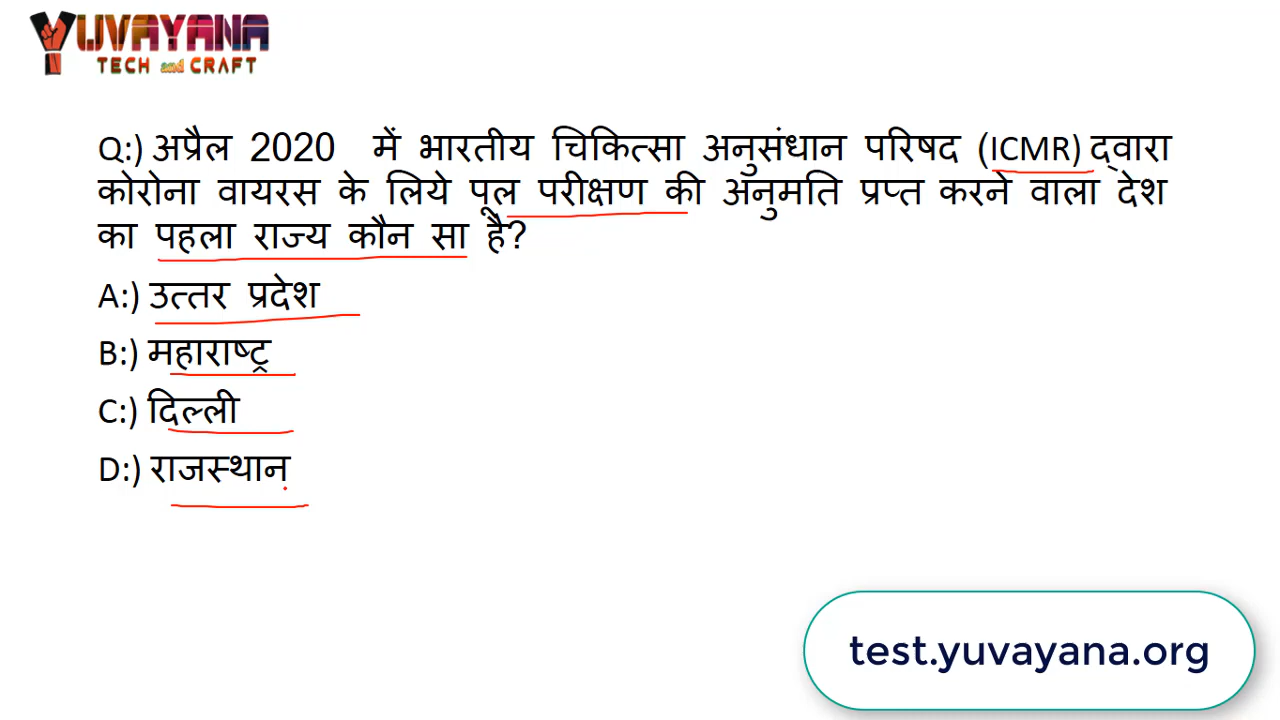 YUVAYANA
TECH and CRAFT
Q:) अप्रैल 2020 में भारतीय चिकित्सा अनुसंधान परिषद (ICMR) द्वारा
कोरोना वायरस के लिये पूल परीक्षण की अनुमति प्रप्त करने वाला देश
का पहला राज्य कौन सा है?
A:) उत्तर प्रदेश
B:) महाराष्ट्र
C:) दिल्ली
D:) राजस्थान
test.yuvayana.org